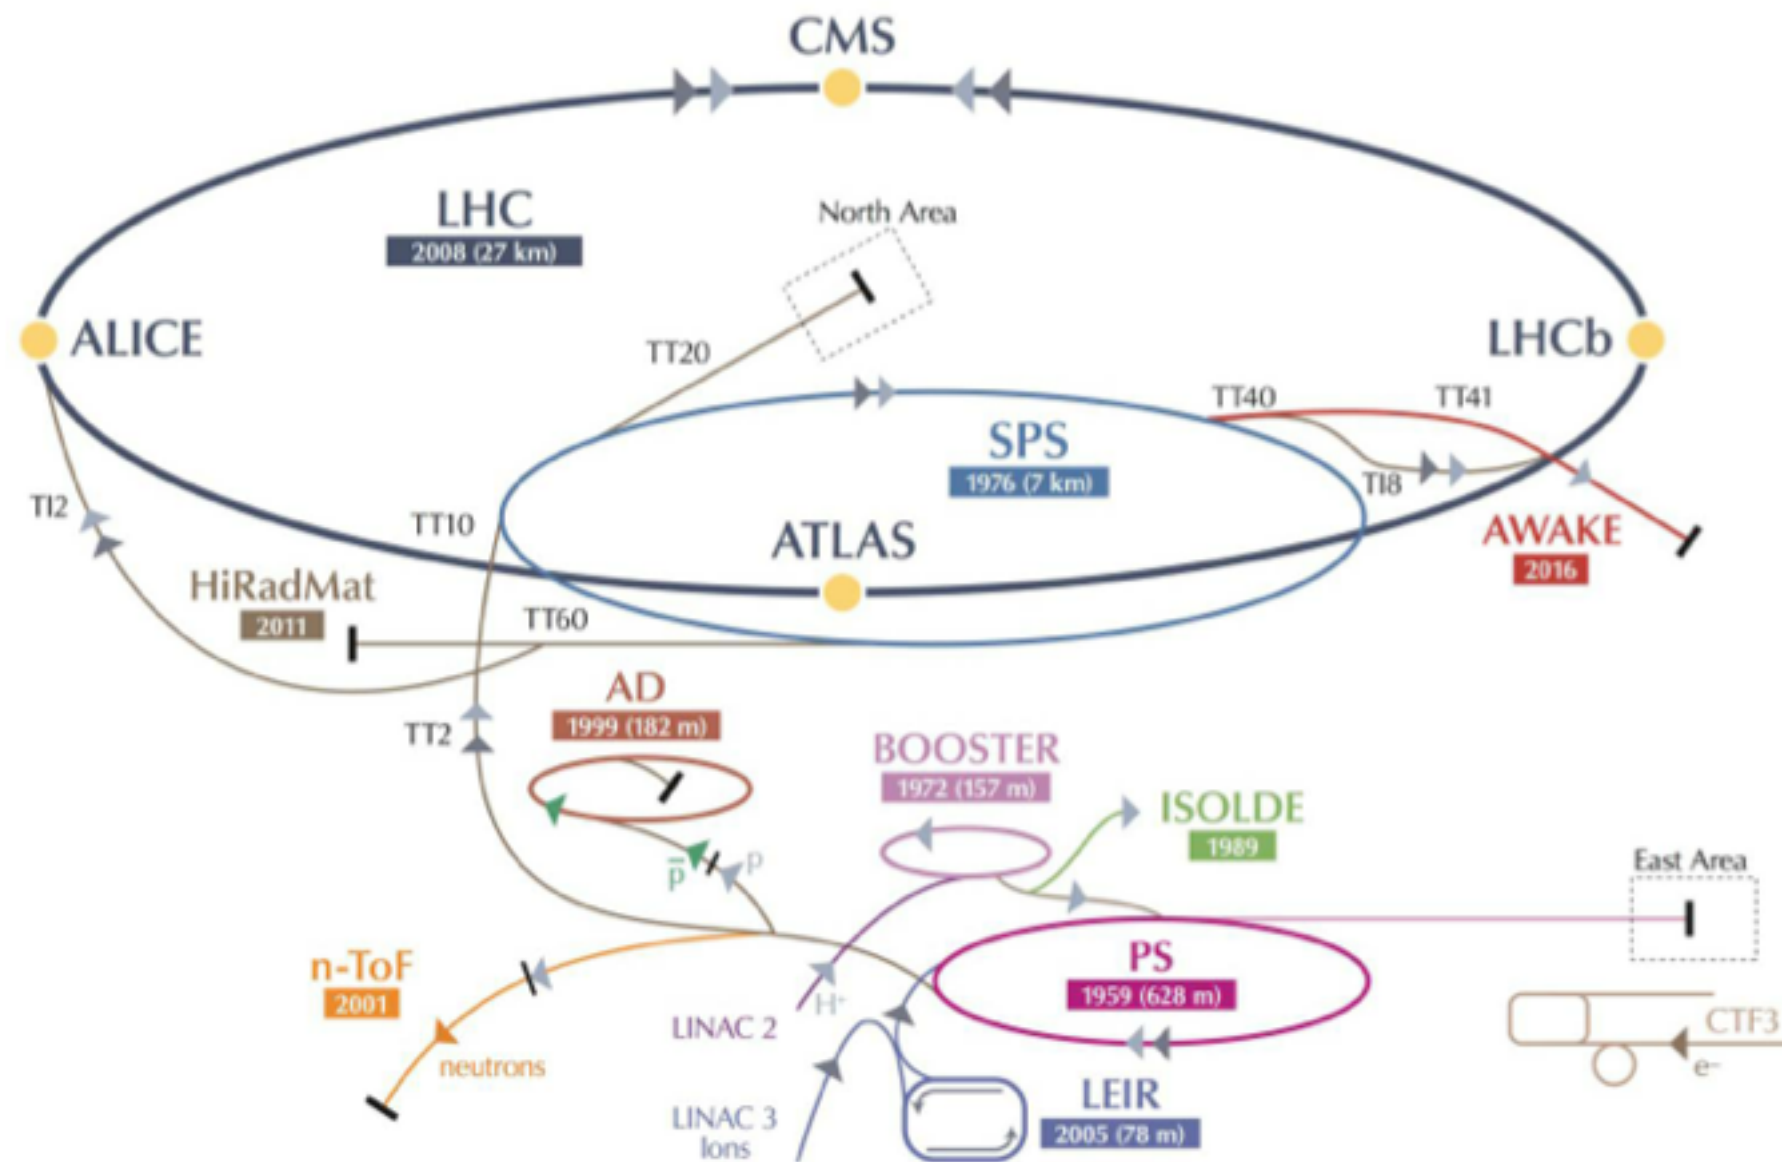 CMS
LHC
2008 (27 km)
North Area
ALICE
LHCb
TT20
TT40
TT41
SPS
1976 (7 km)
TI2
TI8
TT10
ATLAS
AWAKE
2016
HiRadMat
2011
TT60
AD
1999 (182 m)
TT2
BOOSTER
1972 (157 m)
ISOLDE
1989
p̅
p
East Area
n-ToF
2001
PS
1959 (628 m)
H⁺
LINAC 2
neutrons
CTF3
e⁻
LEIR
2005 (78 m)
LINAC 3
Ions